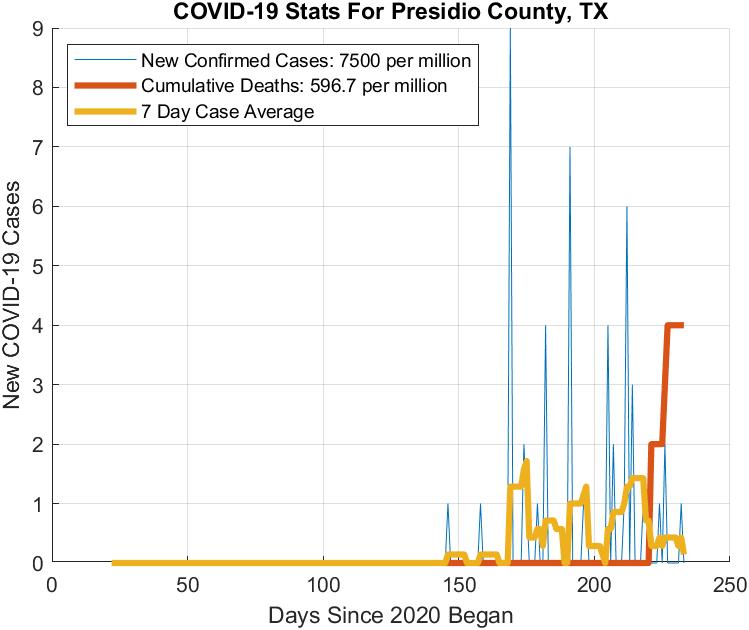 COVID-19 Stats For Presidio County, TX
New Confirmed Cases: 7500 per million
Cumulative Deaths: 596.7 per million
7 Day Case Average
New COVID-19 Cases
9
8
7
6
5
4
3
2
1
0
0 50 100 150 200 250
Days Since 2020 Began